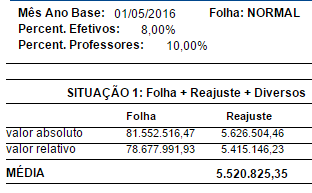 Mês Ano Base: 01/05/2016 Folha: NORMAL
Percent. Efetivos: 8,00%
Percent. Professores: 10,00%
SITUAÇÃO 1: Folha + Reajuste + Diversos
Folha Reajuste
valor absoluto 81.552.516,47 5.626.504,46
valor relativo 78.677.991,93 5.415.146,23
MÉDIA 5.520.825,35